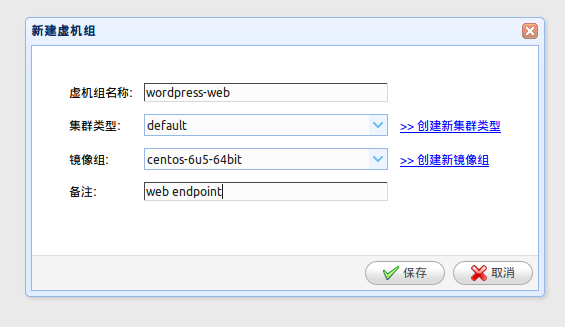 新建虚机组
虚机组名称: wordpress-web
集群类型: default >> 创建新集群类型
镜像组: centos-6u5-64bit >> 创建新镜像组
备注: web endpoint
保存 取消